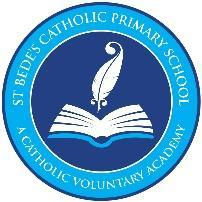 ST BEDE'S CATHOLIC PRIMARY SCHOOL
A CATHOLIC VOLUNTARY ACADEMY